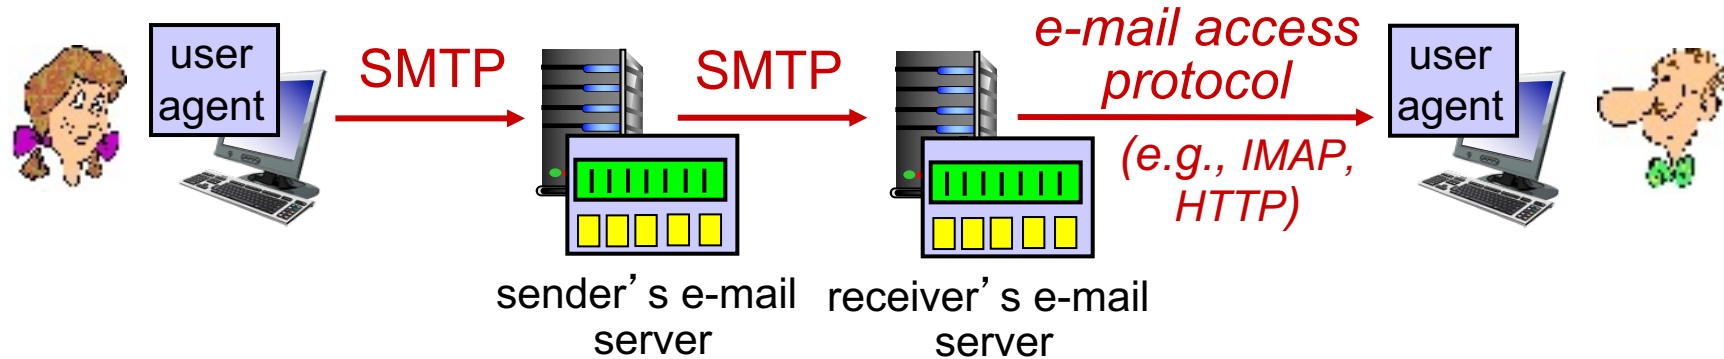 user
agent
SMTP
SMTP
e-mail access
protocol
(e.g., IMAP,
HTTP)
user
agent
sender’s e-mail
server
receiver’s e-mail
server